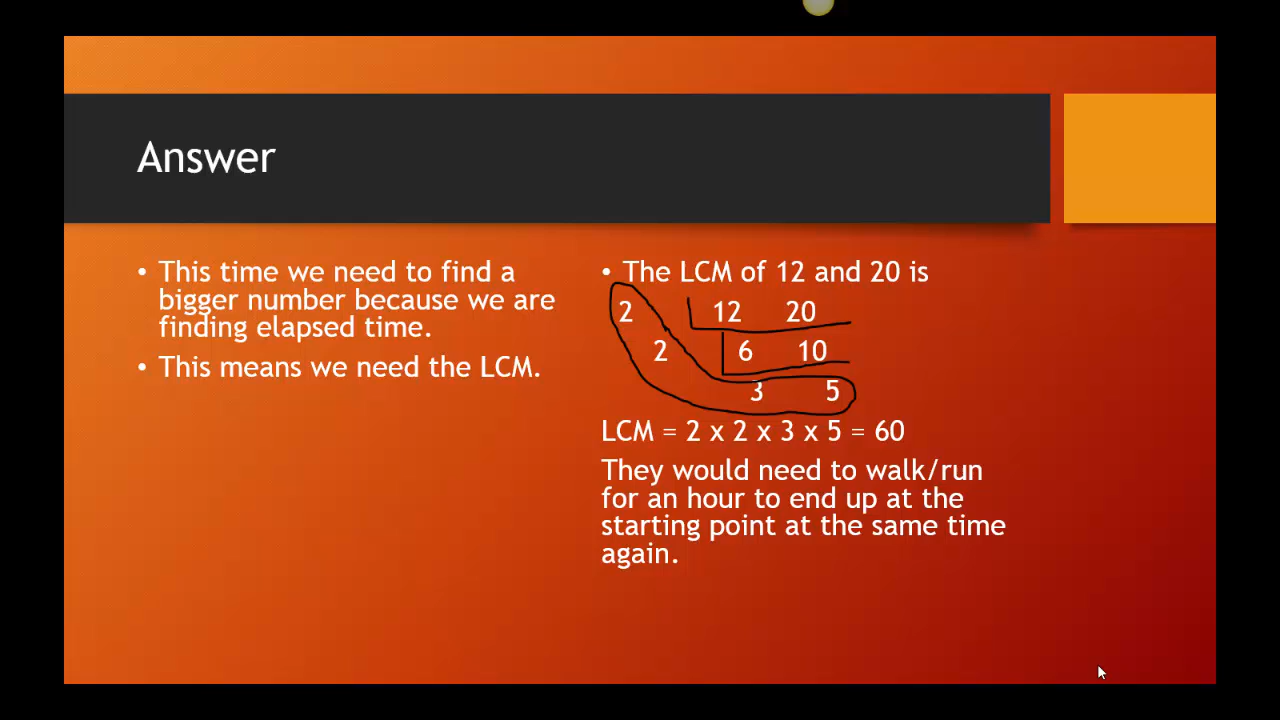 Answer
• This time we need to find a
bigger number because we are
finding elapsed time.
• This means we need the LCM.
• The LCM of 12 and 20 is
2 12 20
2 6 10
3 5
LCM = 2 x 2 x 3 x 5 = 60
They would need to walk/run
for an hour to end up at the
starting point at the same time
again.